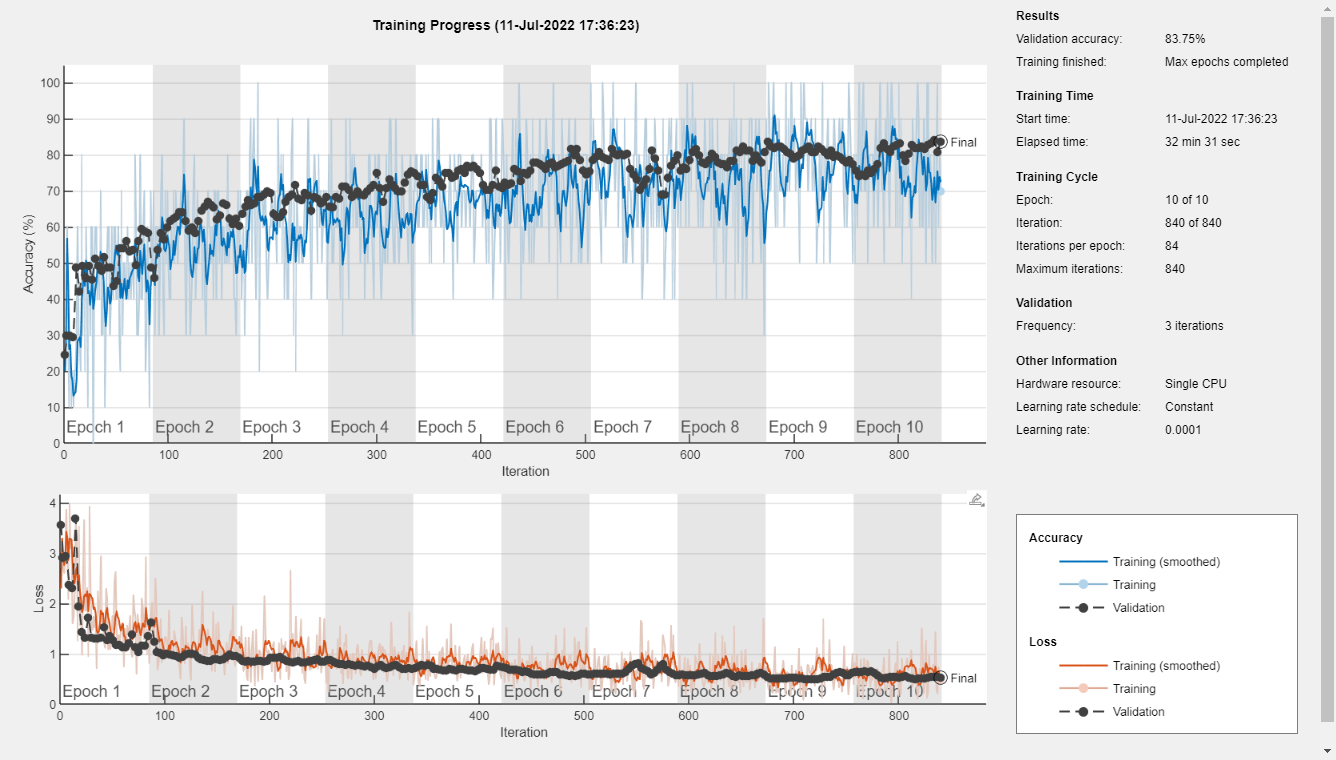 Training Progress (11-Jul-2022 17:36:23)
Accuracy (%)
100
90
80
70
60
50
40
30
20
10
0
Final
Epoch 1
Epoch 2
Epoch 3
Epoch 4
Epoch 5
Epoch 6
Epoch 7
Epoch 8
Epoch 9
Epoch 10
0 100 200 300 400 500 600 700 800
Iteration
Loss
4
3
2
1
0
Final
Epoch 1
Epoch 2
Epoch 3
Epoch 4
Epoch 5
Epoch 6
Epoch 7
Epoch 8
Epoch 9
Epoch 10
0 100 200 300 400 500 600 700 800
Iteration
Results
Validation accuracy: 83.75%
Training finished: Max epochs completed
Training Time
Start time: 11-Jul-2022 17:36:23
Elapsed time: 32 min 31 sec
Training Cycle
Epoch: 10 of 10
Iteration: 840 of 840
Iterations per epoch: 84
Maximum iterations: 840
Validation
Frequency: 3 iterations
Other Information
Hardware resource: Single CPU
Learning rate schedule: Constant
Learning rate: 0.0001
Accuracy
Training (smoothed)
Training
Validation
Loss
Training (smoothed)
Training
Validation